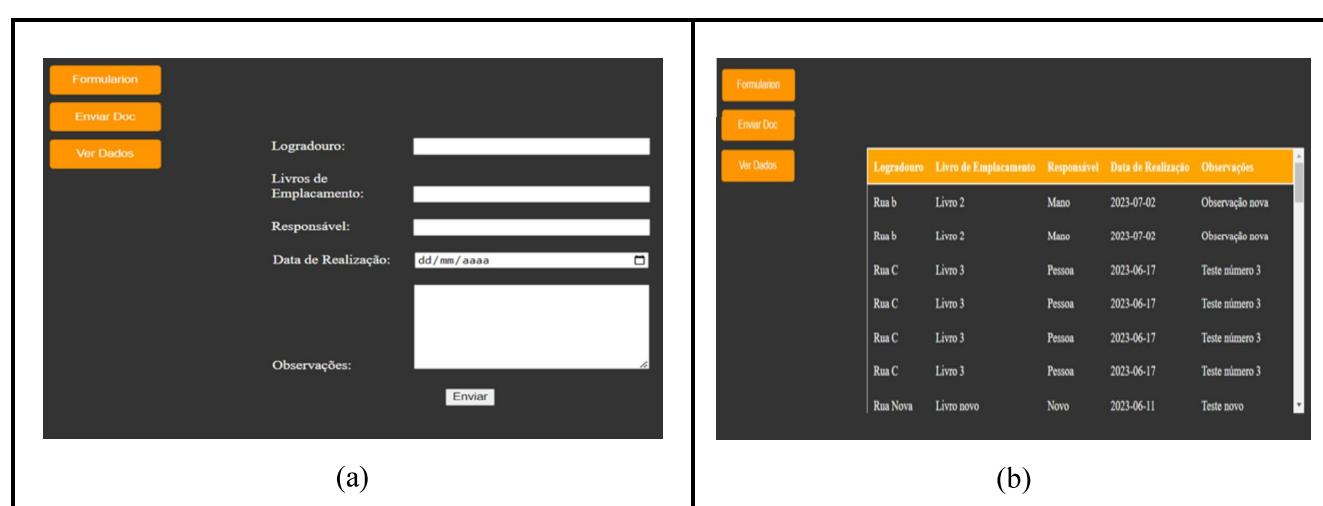 Formularion
Enviar Doc
Ver Dados
Logradouro:
Livros de
Emplacamento:
Responsável:
Data de Realização: dd/mm/aaaa
Observações:
Enviar
(a)
Formularion
Enviar Doc
Ver Dados
Logradouro Livro de Emplacamento Responsável Data de Realização Observações
Rua b Livro 2 Mano 2023-07-02 Observação nova
Rua b Livro 2 Mano 2023-07-02 Observação nova
Rua C Livro 3 Pessoa 2023-06-17 Teste número 3
Rua C Livro 3 Pessoa 2023-06-17 Teste número 3
Rua C Livro 3 Pessoa 2023-06-17 Teste número 3
Rua C Livro 3 Pessoa 2023-06-17 Teste número 3
Rua Nova Livro novo Novo 2023-06-11 Teste novo
(b)